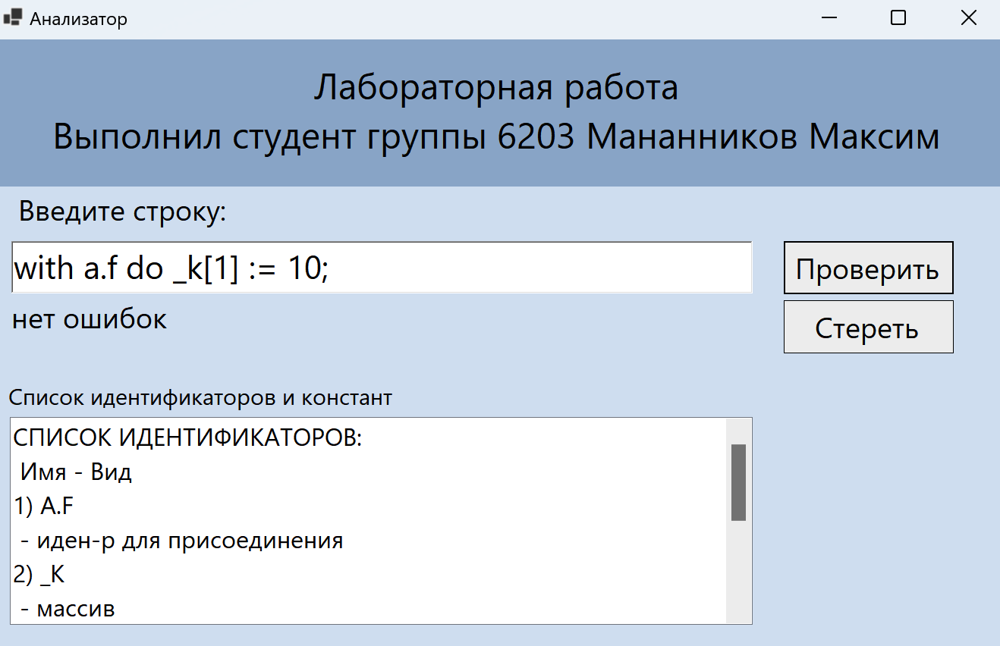 Анализатор
Лабораторная работа
Выполнил студент группы 6203 Мананников Максим
Введите строку:
with a.f do _k[1] := 10;
Проверить
нет ошибок
Стереть
Список идентификаторов и констант
СПИСОК ИДЕНТИФИКАТОРОВ:
Имя - Вид
1) A.F
- иден-р для присоединения
2) _K
- массив